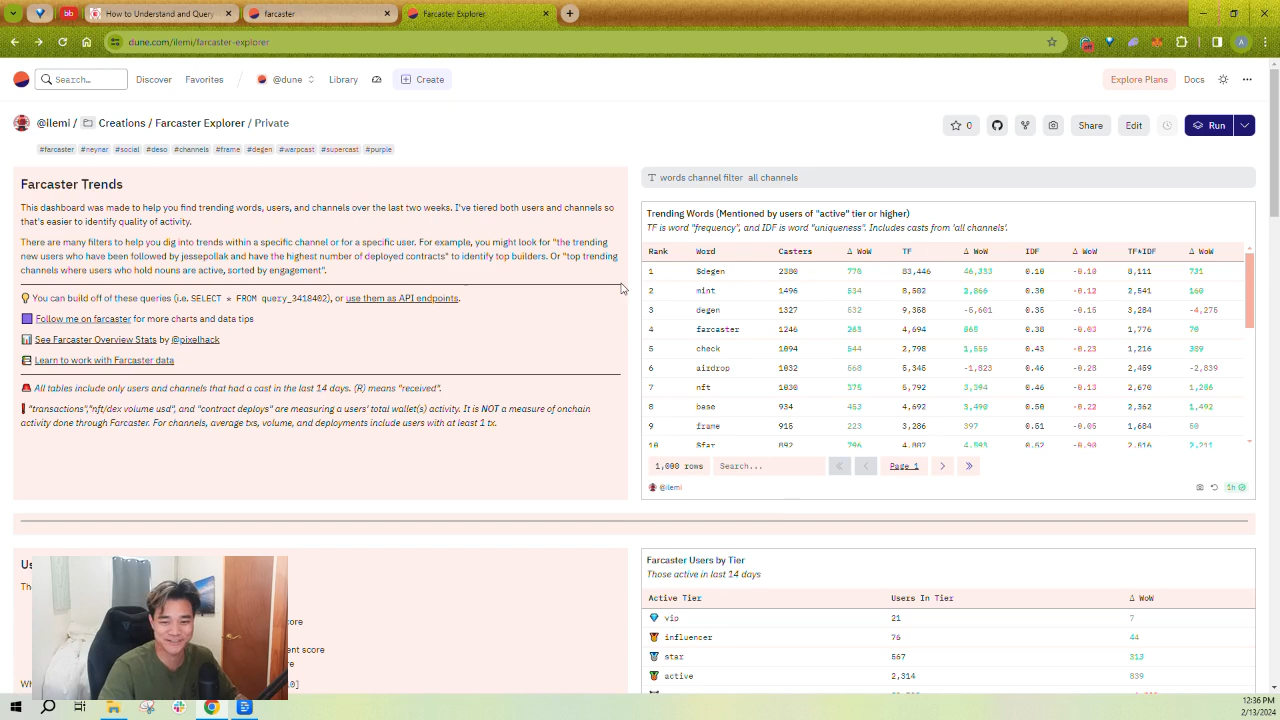 bb
How to Understand and Query
farcaster
Farcaster Explorer
dune.com/ilemi/farcaster-explorer
A
Search...
Discover
Favorites
@dune
Library
Create
Explore Plans
Docs
@ilemi / Creations / Farcaster Explorer / Private
0
Share
Edit
Run
#farcaster #neynar #social #deso #channels #frame #degen #warpcast #supercast #purple
Farcaster Trends
This dashboard was made to help you find trending words, users, and channels over the last two weeks. I've tiered both users and channels so
that's easier to identify quality of activity.
There are many filters to help you dig into trends within a specific channel or for a specific user. For example, you might look for "the trending
new users who have been followed by jessepollak and have the highest number of deployed contracts" to identify top builders. Or "top trending
channels where users who hold nouns are active, sorted by engagement".
💡 You can build off of these queries (i.e. SELECT * FROM query_3418402), or use them as API endpoints.
🟪 Follow me on farcaster for more charts and data tips
📊 See Farcaster Overview Stats by @pixelhack
Learn to work with Farcaster data
🚨 All tables include only users and channels that had a cast in the last 14 days. (R) means "received".
"transactions","nft/dex volume usd", and "contract deploys" are measuring a users' total wallet(s) activity. It is NOT a measure of onchain
activity done through Farcaster. For channels, average txs, volume, and deployments include users with at least 1 tx.
words channel filter all channels
Trending Words (Mentioned by users of "active" tier or higher)
TF is word "frequency", and IDF is word "uniqueness". Includes casts from 'all channels'.
Rank Word Casters Δ WoW TF Δ WoW IDF Δ WoW TF*IDF Δ WoW
1 $degen 2380 770 83,446 46,333 0.10 -0.10 8,111 731
2 mint 1496 534 8,502 2,866 0.30 -0.11 2,541 160
3 degen 1327 532 9,358 -5,601 0.35 -0.15 3,284 -4,275
4 farcaster 1246 263 4,694 868 0.38 -0.03 1,776 70
5 check 1094 544 2,798 1,555 0.43 -0.23 1,216 389
6 airdrop 1032 568 5,345 -1,823 0.46 -0.28 2,459 -2,839
7 nft 1030 375 5,792 3,394 0.46 -0.13 2,670 1,286
8 base 934 453 4,692 3,490 0.50 -0.22 2,362 1,492
9 frame 915 223 3,286 397 0.51 -0.05 1,684 50
10 $far 892 796
1,000 rows
Search...
Page 1
@ilemi
1h
Us
Th
ore
ent score
e
Wh
10]
Farcaster Users by Tier
Those active in last 14 days
Active Tier Users In Tier Δ WoW
vip 21 7
influencer 76 44
star 567 313
active 2,314 839
12:36 PM
2/13/2024